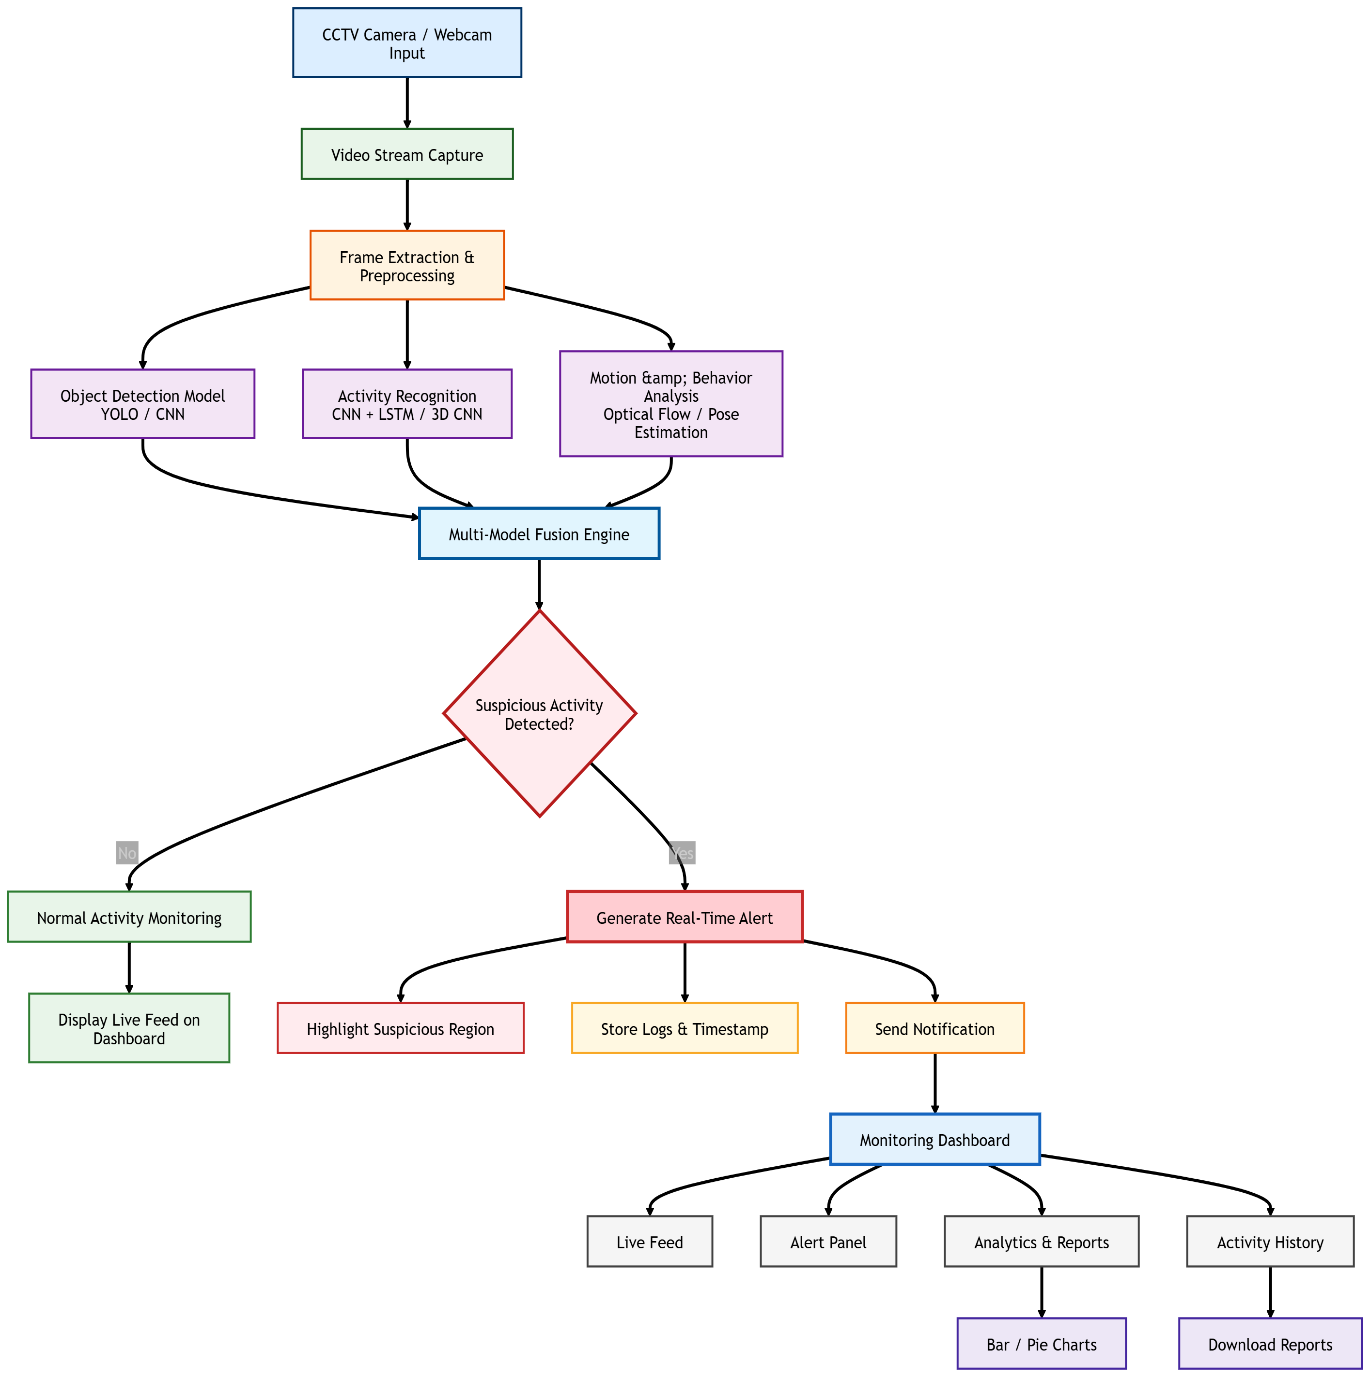 CCTV Camera / Webcam
Input
Video Stream Capture
Frame Extraction &
Preprocessing
Object Detection Model
YOLO / CNN
Activity Recognition
CNN + LSTM / 3D CNN
Motion &amp; Behavior
Analysis
Optical Flow / Pose
Estimation
Multi-Model Fusion Engine
Suspicious Activity
Detected?
No
Yes
Normal Activity Monitoring
Generate Real-Time Alert
Display Live Feed on
Dashboard
Highlight Suspicious Region
Store Logs & Timestamp
Send Notification
Monitoring Dashboard
Live Feed
Alert Panel
Analytics & Reports
Activity History
Bar / Pie Charts
Download Reports